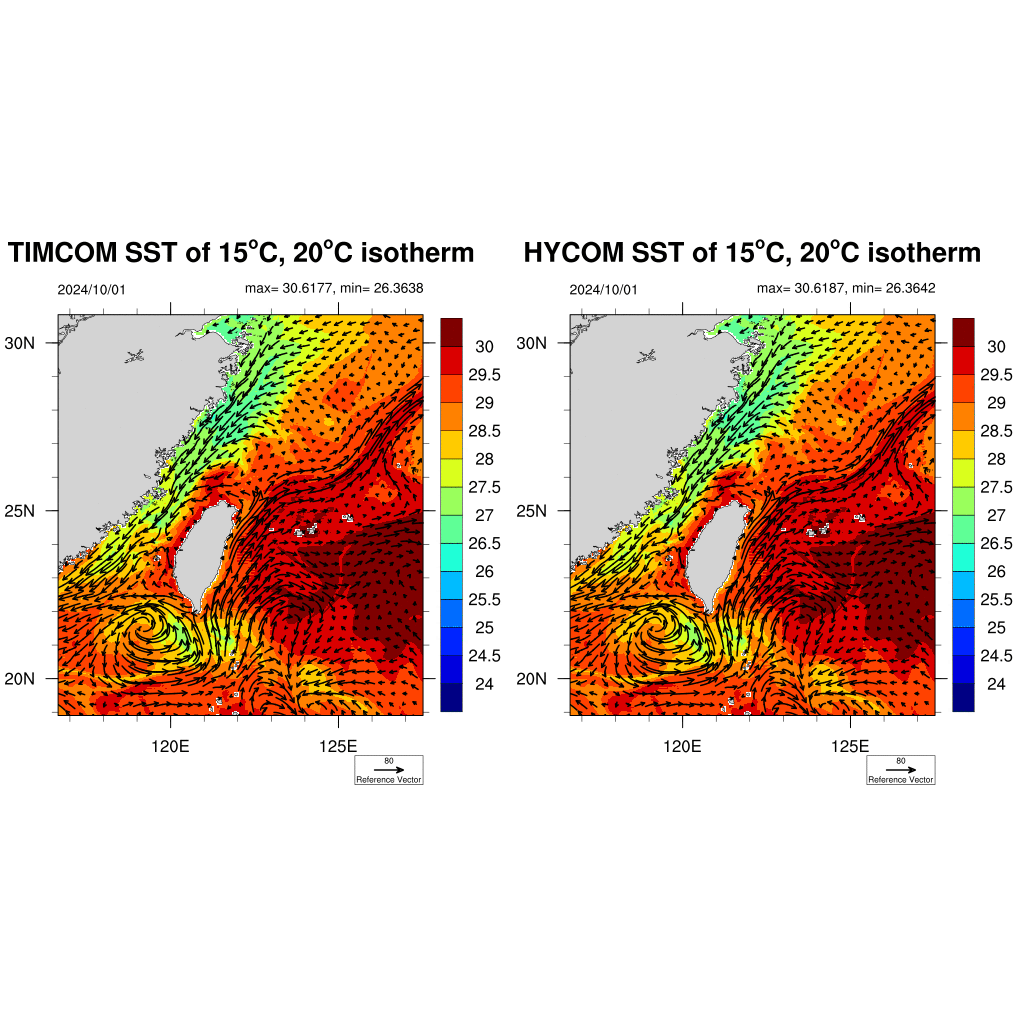 TIMCOM SST of 15°C, 20°C isotherm
2024/10/01
max= 30.6177, min= 26.3638
30N
25N
20N
120E
125E
30
29.5
29
28.5
28
27.5
27
26.5
26
25.5
25
24.5
24
80
Reference Vector
HYCOM SST of 15°C, 20°C isotherm
2024/10/01
max= 30.6187, min= 26.3642
30N
25N
20N
120E
125E
30
29.5
29
28.5
28
27.5
27
26.5
26
25.5
25
24.5
24
80
Reference Vector